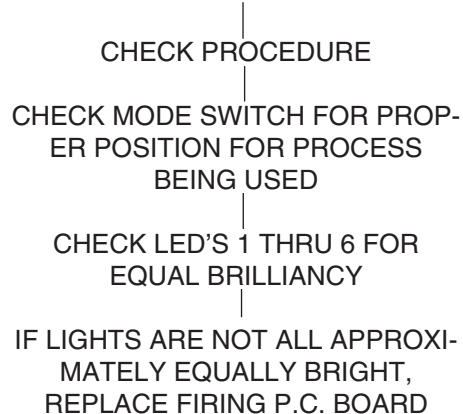 CHECK PROCEDURE
CHECK MODE SWITCH FOR PROP-
ER POSITION FOR PROCESS
BEING USED
CHECK LED'S 1 THRU 6 FOR
EQUAL BRILLIANCY
IF LIGHTS ARE NOT ALL APPROXI-
MATELY EQUALLY BRIGHT,
REPLACE FIRING P.C. BOARD